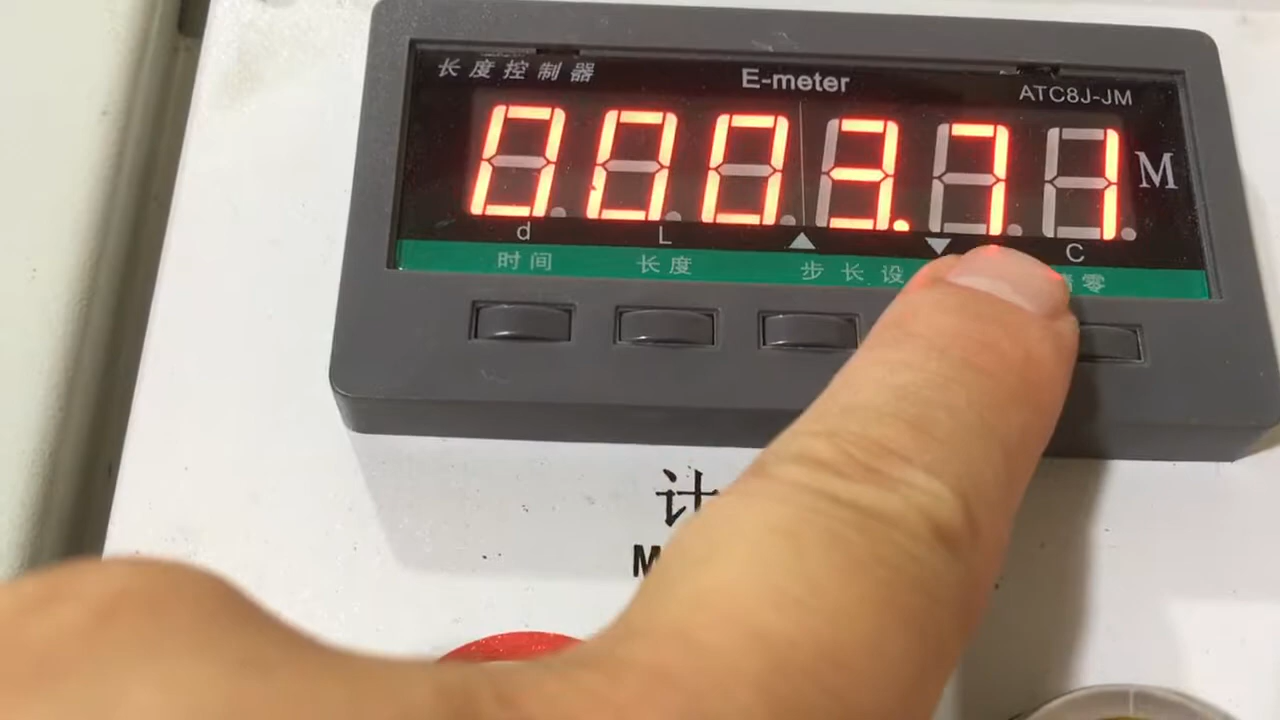 长度控制器 E-meter ATC8J-JM
0003.71 M
d L ▲ ▼ C
时间 长度 步长设 清零
计
M